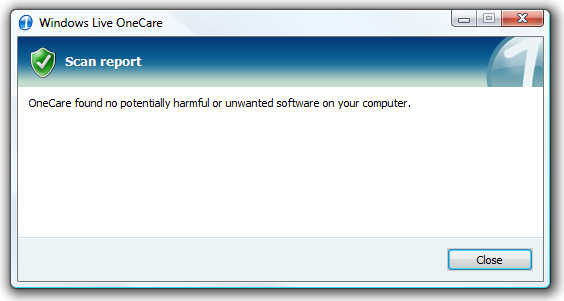 Windows Live OneCare
Scan report
OneCare found no potentially harmful or unwanted software on your computer.
Close